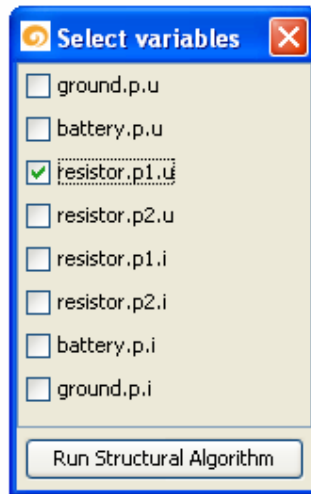 Select variables
ground.p.u
battery.p.u
resistor.p1.u
resistor.p2.u
resistor.p1.i
resistor.p2.i
battery.p.i
ground.p.i
Run Structural Algorithm